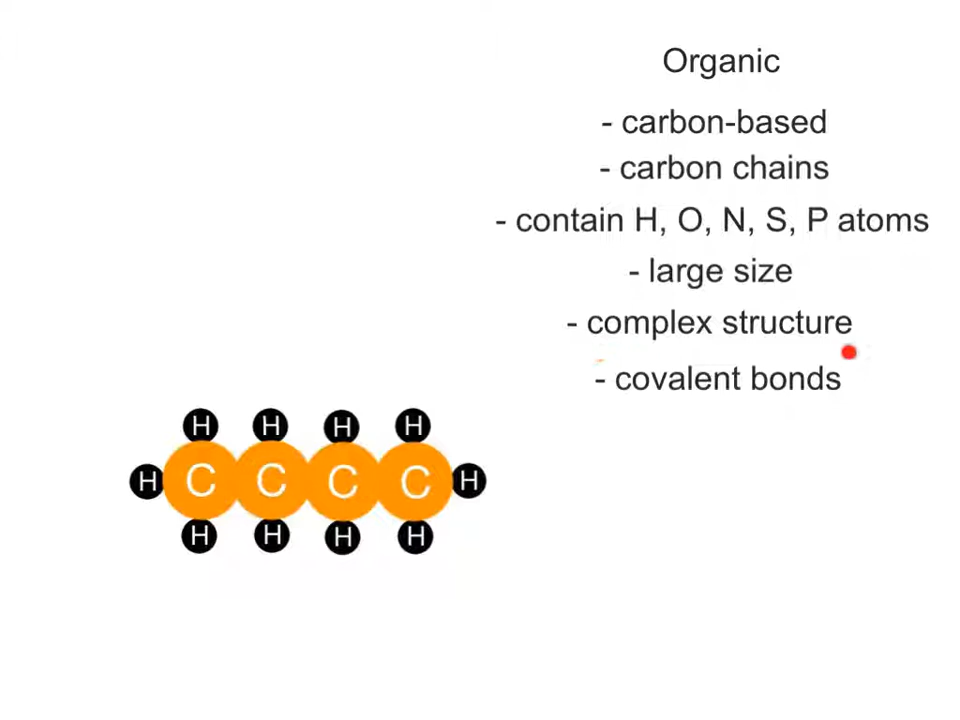 Organic
- carbon-based
- carbon chains
- contain H, O, N, S, P atoms
- large size
- complex structure
- covalent bonds
H H H H
H C C C C H
H H H H